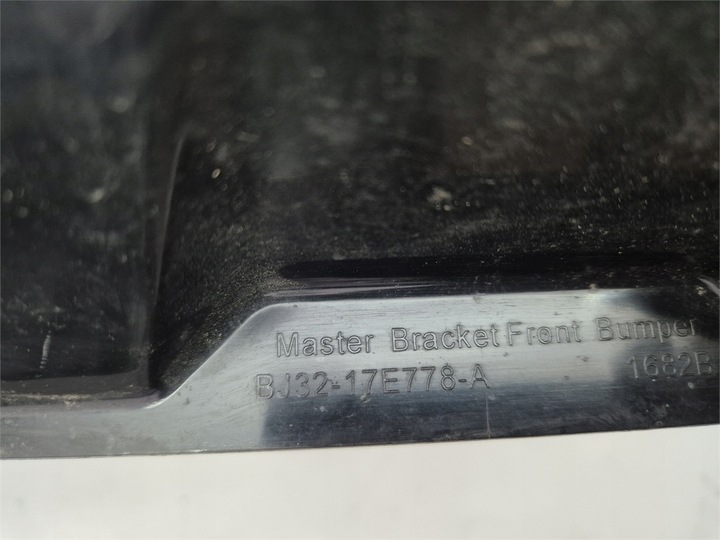 Master Bracket Front Bumper
BJ32-17E778-A 1682B